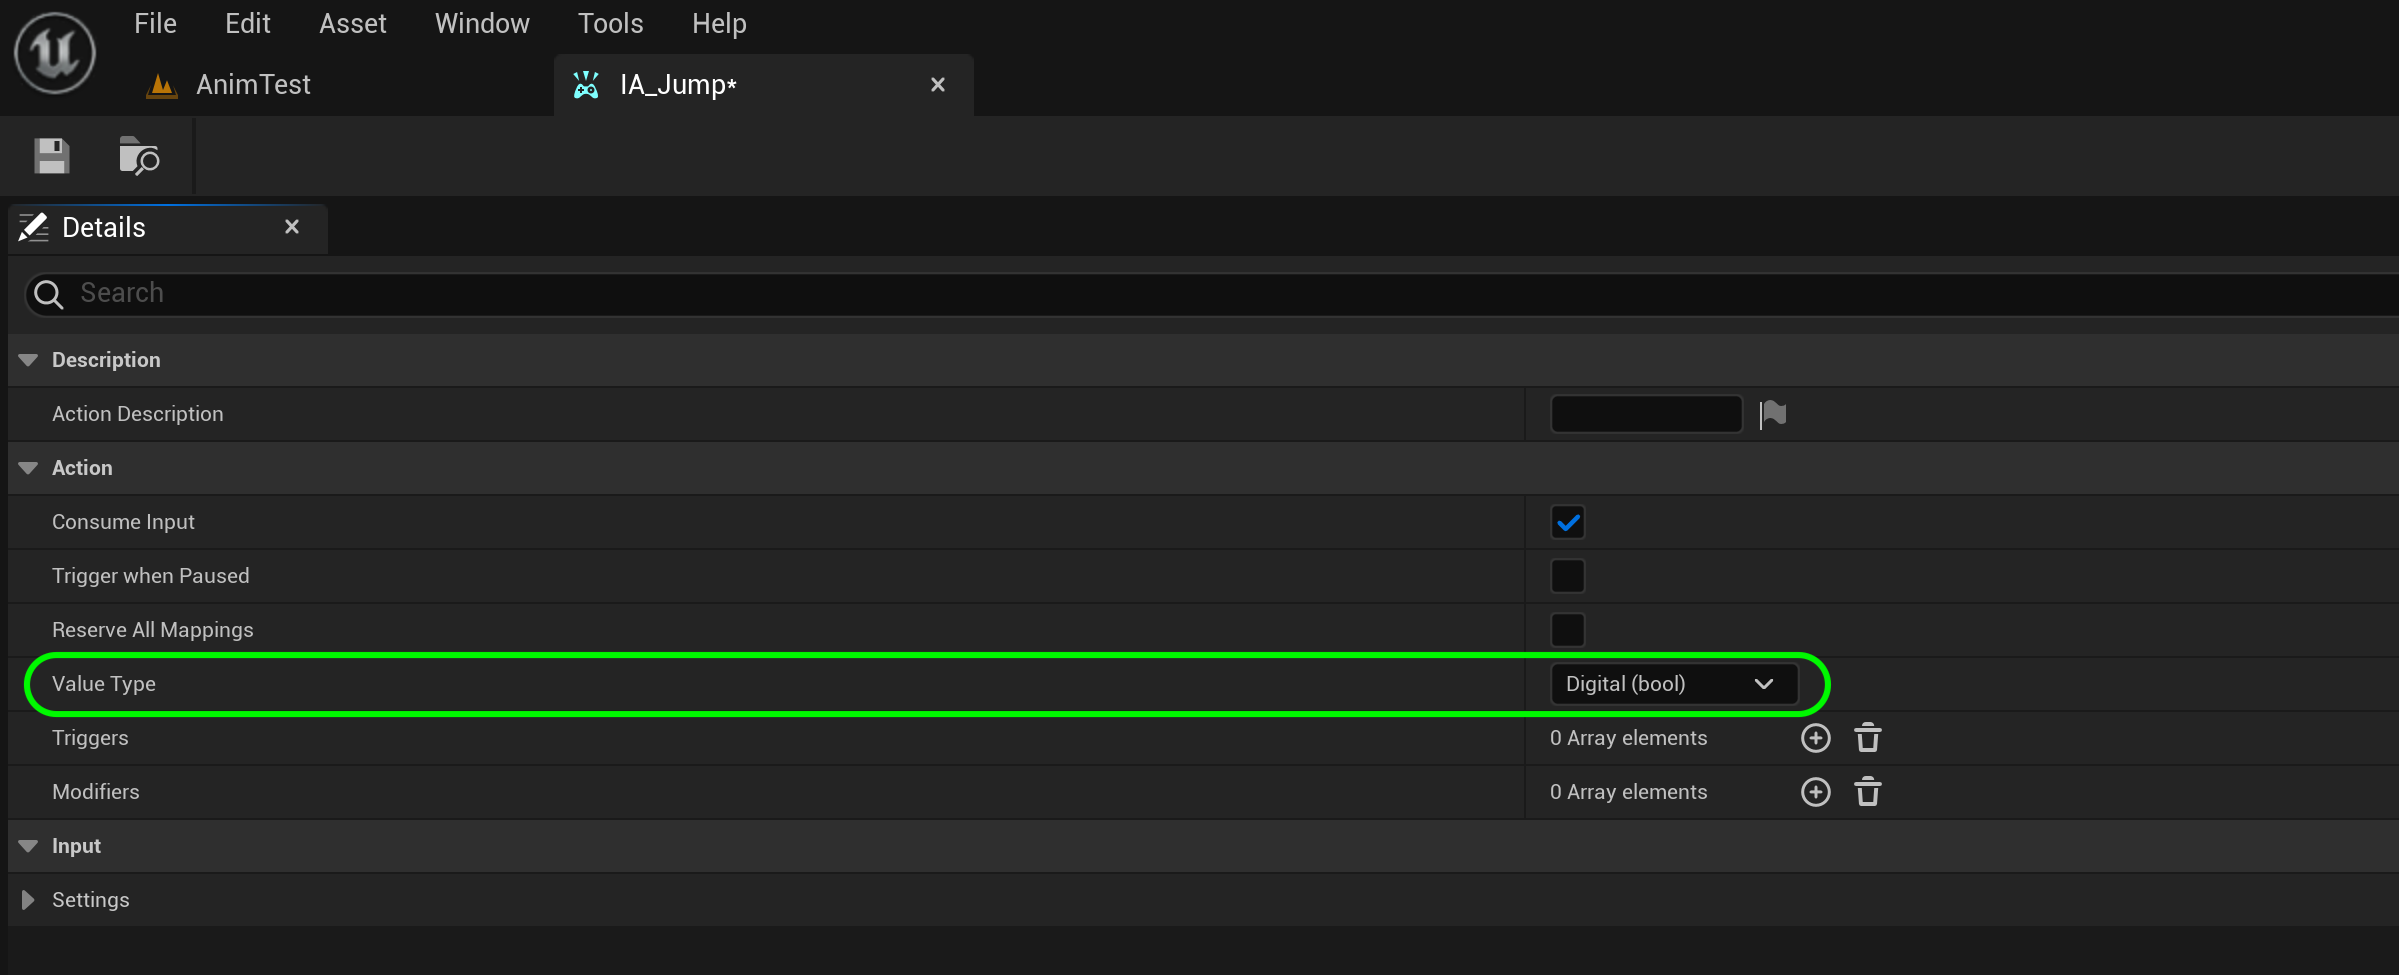 File Edit Asset Window Tools Help
AnimTest IA_Jump*
Details
Search
Description
Action Description
Action
Consume Input
Trigger when Paused
Reserve All Mappings
Value Type Digital (bool)
Triggers 0 Array elements
Modifiers 0 Array elements
Input
Settings